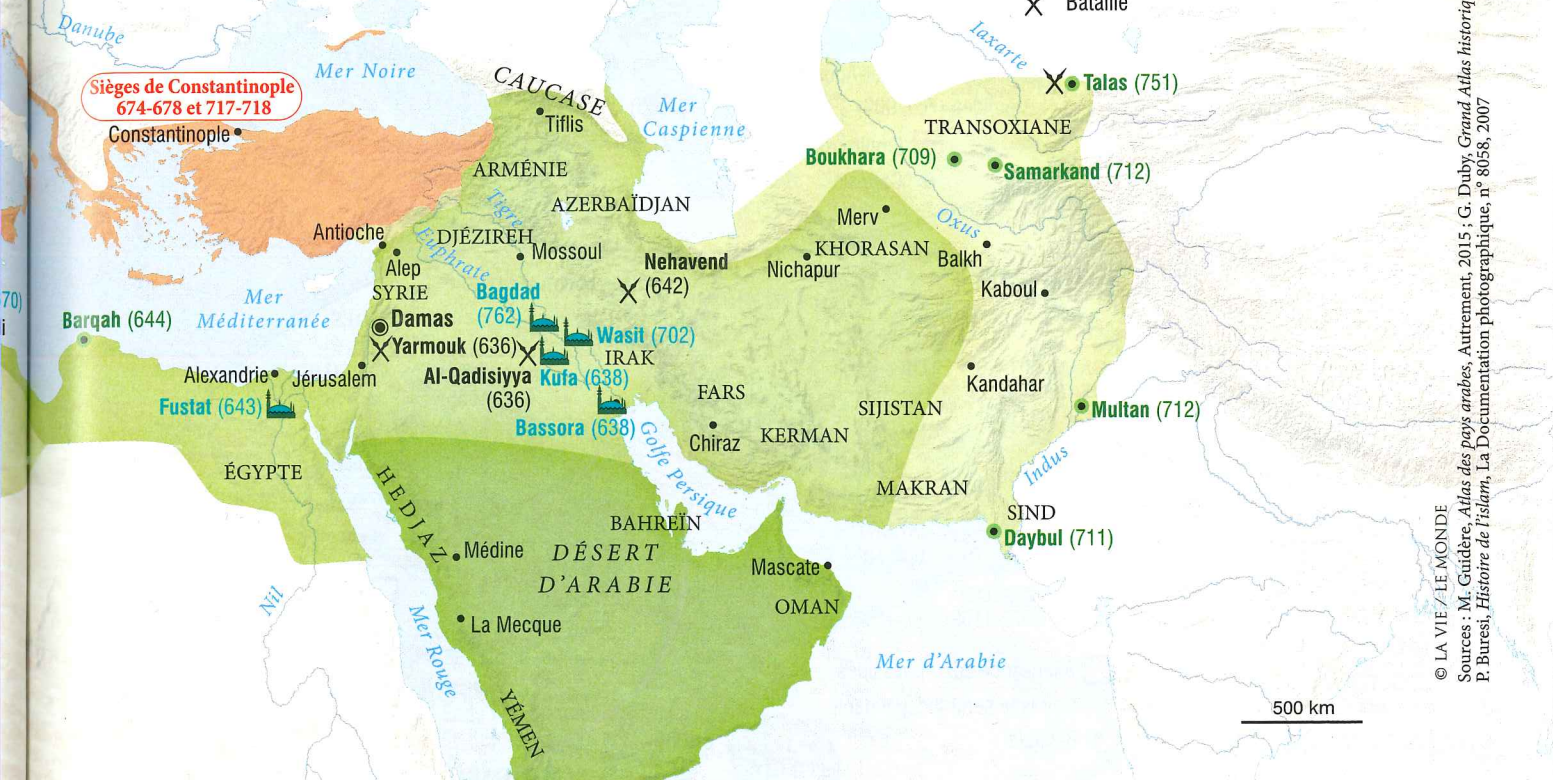 Bataille
Danube
Iaxarte
Mer Noire
CAUCASE
Sièges de Constantinople
674-678 et 717-718
Talas (751)
Mer
Caspienne
Constantinople
Tiflis
TRANSOXIANE
Boukhara (709)
ARMÉNIE
Samarkand (712)
AZERBAÏDJAN
Tigre
Merv
Oxus
Antioche
DJÉZIREH
Euphrate
Mossoul
KHORASAN
Balkh
Alep
Nehavend
(642)
Nichapur
SYRIE
Bagdad
(762)
Kaboul
70)
Mer
Méditerranée
Barqah (644)
Damas
i
Wasit (702)
Yarmouk (636)
IRAK
Alexandrie
Jérusalem
Al-Qadisiyya
(636)
Kufa (638)
Kandahar
FARS
Fustat (643)
SIJISTAN
Multan (712)
Bassora (638)
Chiraz
KERMAN
Golfe Persique
ÉGYPTE
Indus
MAKRAN
HEDJAZ
BAHREÏN
SIND
Daybul (711)
Médine
DÉSERT
D'ARABIE
Mascate
Nil
OMAN
La Mecque
Mer Rouge
Mer d'Arabie
YÉMEN
500 km
© LA VIE / LE MONDE
Sources : M. Guidère, Atlas des pays arabes, Autrement, 2015 ; G. Duby, Grand Atlas historiq
P. Buresi, Histoire de l'islam, La Documentation photographique, n° 8058, 2007